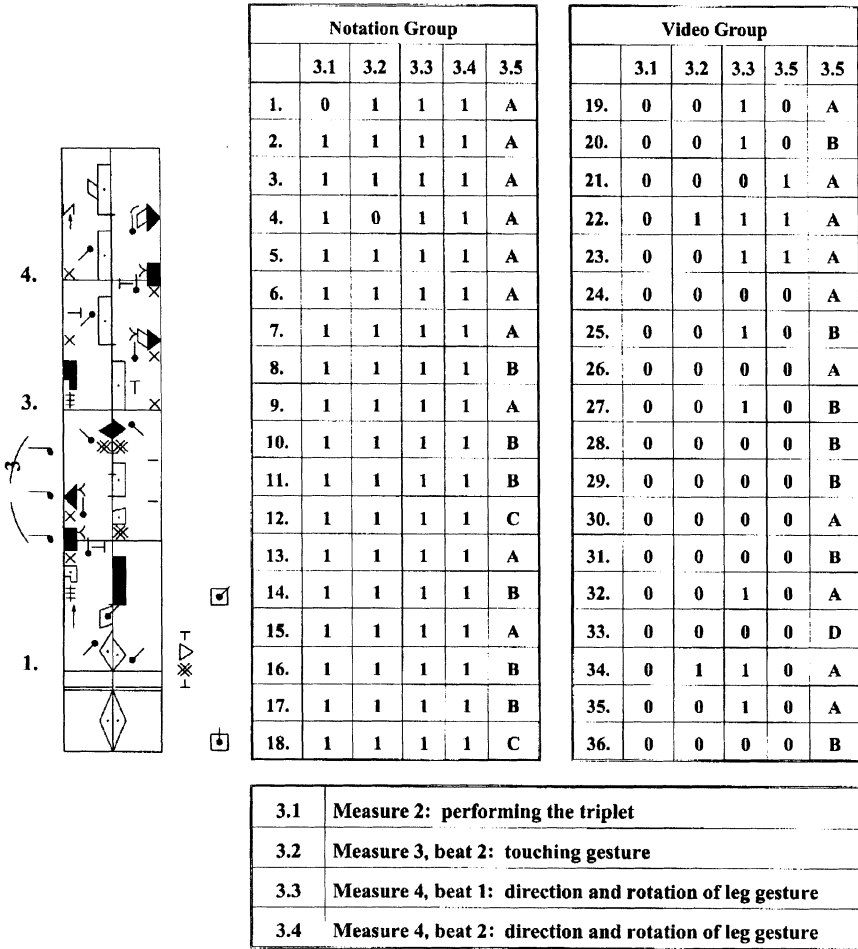 Notation Group
3.1 3.2 3.3 3.4 3.5
1. 0 1 1 1 A
2. 1 1 1 1 A
3. 1 1 1 1 A
4. 1 0 1 1 A
5. 1 1 1 1 A
6. 1 1 1 1 A
7. 1 1 1 1 A
8. 1 1 1 1 B
9. 1 1 1 1 A
10. 1 1 1 1 B
11. 1 1 1 1 B
12. 1 1 1 1 C
13. 1 1 1 1 A
14. 1 1 1 1 B
15. 1 1 1 1 A
16. 1 1 1 1 B
17. 1 1 1 1 B
18. 1 1 1 1 C
Video Group
3.1 3.2 3.3 3.5 3.5
19. 0 0 1 0 A
20. 0 0 1 0 B
21. 0 0 0 1 A
22. 0 1 1 1 A
23. 0 0 1 1 A
24. 0 0 0 0 A
25. 0 0 1 0 B
26. 0 0 0 0 A
27. 0 0 1 0 B
28. 0 0 0 0 B
29. 0 0 0 0 B
30. 0 0 0 0 A
31. 0 0 0 0 B
32. 0 0 1 0 A
33. 0 0 0 0 D
34. 0 1 1 0 A
35. 0 0 1 0 A
36. 0 0 0 0 B
4.
3.
3
1.
3.1 Measure 2: performing the triplet
3.2 Measure 3, beat 2: touching gesture
3.3 Measure 4, beat 1: direction and rotation of leg gesture
3.4 Measure 4, beat 2: direction and rotation of leg gesture